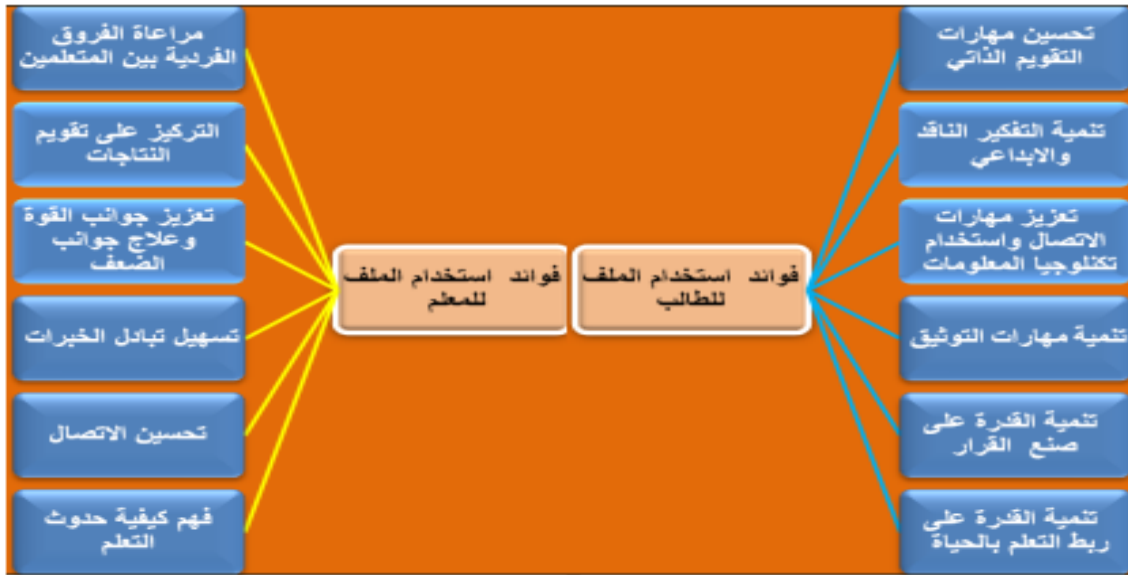 تحسين مهارات
التقويم الذاتي
تنمية التفكير الناقد
والابداعي
تعزيز مهارات
الاتصال واستخدام
تكنلوجيا المعلومات
تنمية مهارات التوثيق
تنمية القدرة على
صنع القرار
تنمية القدرة على
ربط التعلم بالحياة
فوائد استخدام الملف
للطالب
فوائد استخدام الملف
للمعلم
مراعاة الفروق
الفردية بين المتعلمين
التركيز على تقويم
النتاجات
تعزيز جوانب القوة
وعلاج جوانب
الضعف
تسهيل تبادل الخبرات
تحسين الاتصال
فهم كيفية حدوث
التعلم